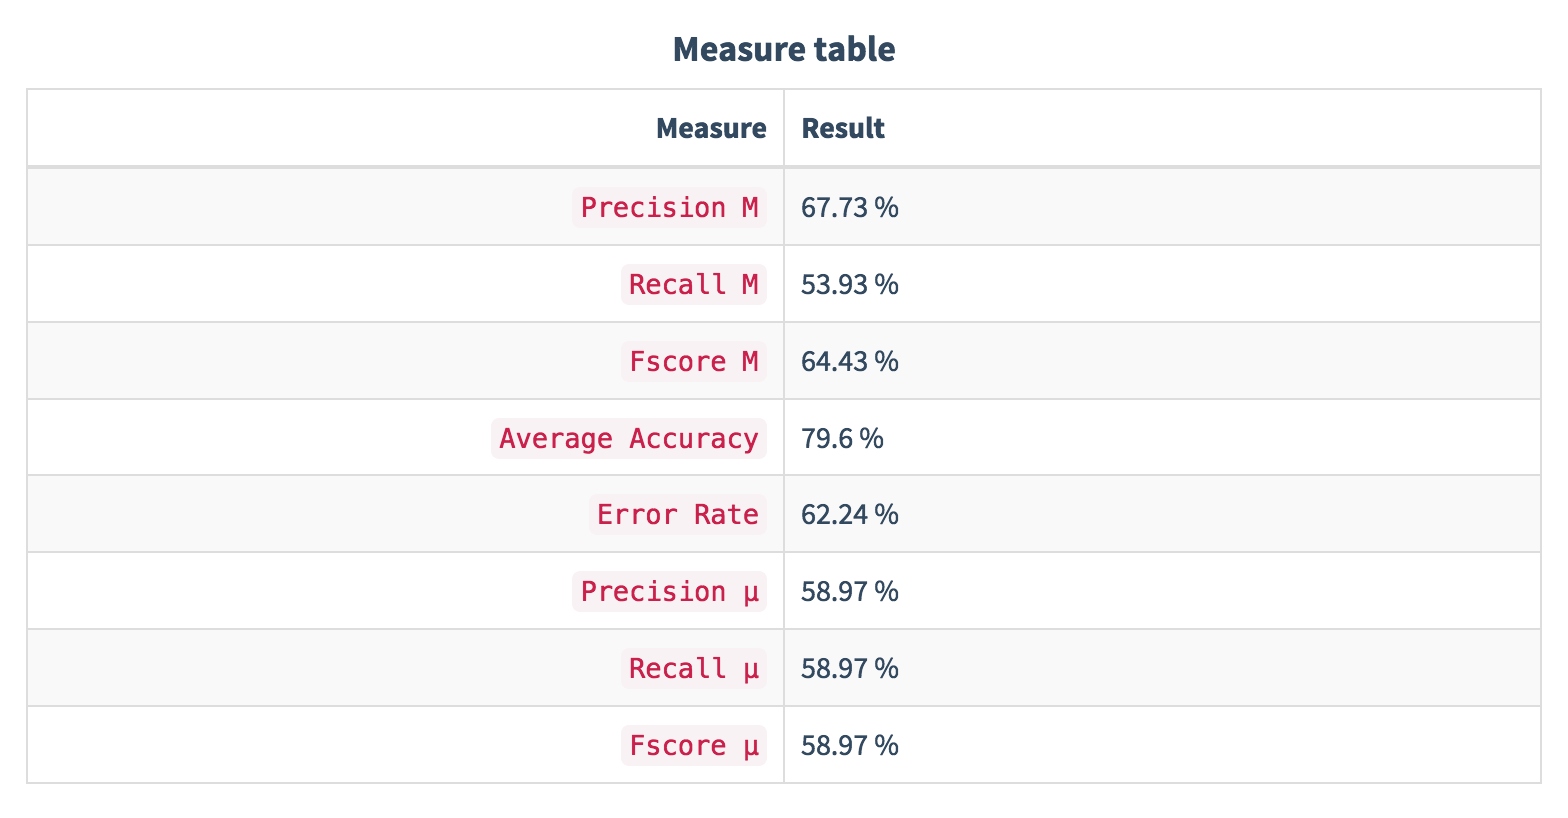 Measure table
Measure Result
Precision M 67.73 %
Recall M 53.93 %
Fscore M 64.43 %
Average Accuracy 79.6 %
Error Rate 62.24 %
Precision μ 58.97 %
Recall μ 58.97 %
Fscore μ 58.97 %